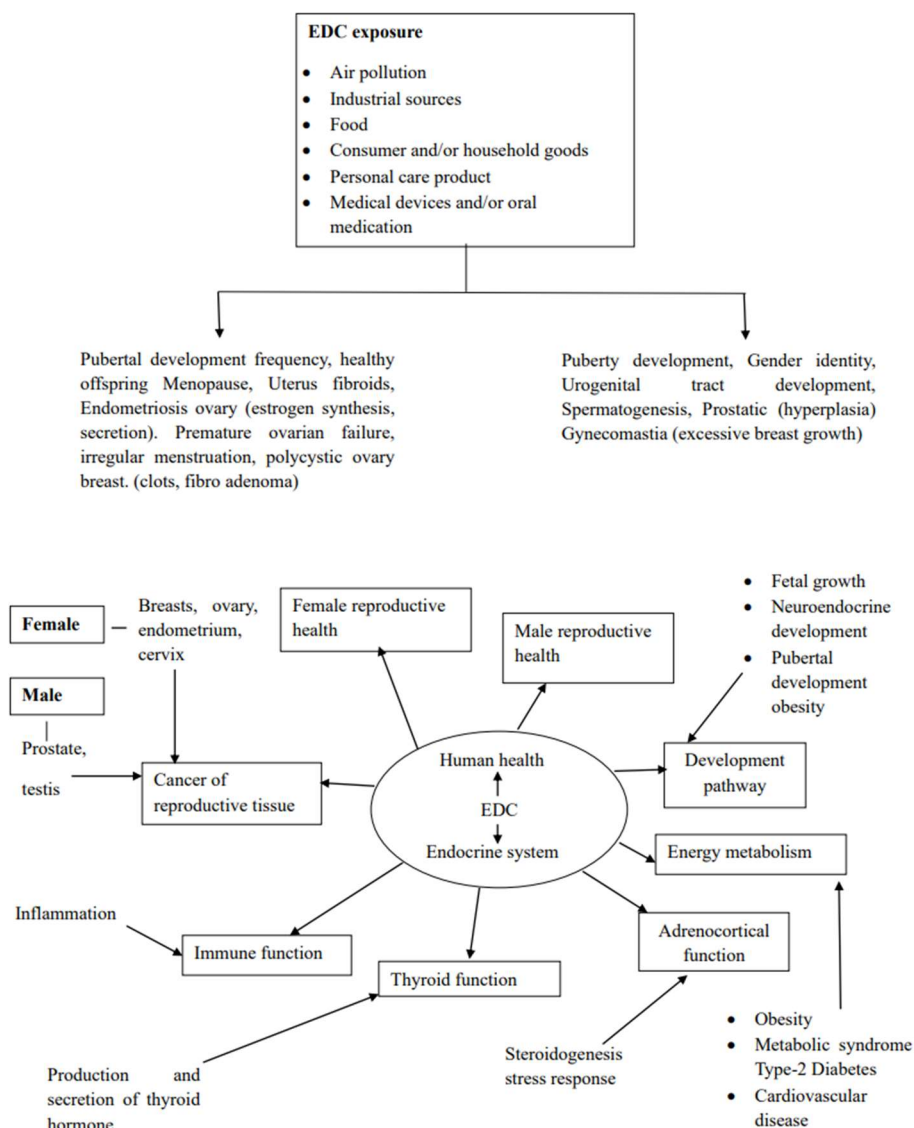 EDC exposure
• Air pollution
• Industrial sources
• Food
• Consumer and/or household goods
• Personal care product
• Medical devices and/or oral
medication
Pubertal development frequency, healthy
offspring Menopause, Uterus fibroids,
Endometriosis ovary (estrogen synthesis,
secretion). Premature ovarian failure,
irregular menstruation, polycystic ovary
breast. (clots, fibro adenoma)
Puberty development, Gender identity,
Urogenital tract development,
Spermatogenesis, Prostatic (hyperplasia)
Gynecomastia (excessive breast growth)
Female
Breasts, ovary,
endometrium,
cervix
Male
Prostate,
testis
Cancer of
reproductive tissue
Female reproductive
health
Male reproductive
health
• Fetal growth
• Neuroendocrine
development
• Pubertal
development
obesity
Development
pathway
Human health
EDC
Endocrine system
Energy metabolism
Inflammation
Immune function
Thyroid function
Adrenocortical
function
Production and
secretion of thyroid
hormone
Steroidogenesis
stress response
• Obesity
• Metabolic syndrome
Type-2 Diabetes
• Cardiovascular
disease